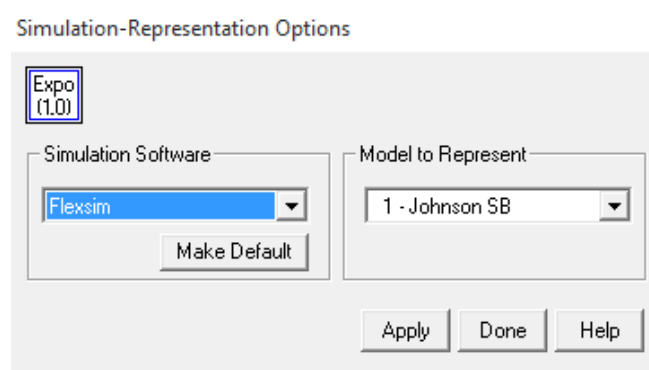 Simulation-Representation Options
Expo
(1.0)
Simulation Software
Model to Represent
Flexsim
1 - Johnson SB
Make Default
Apply Done Help